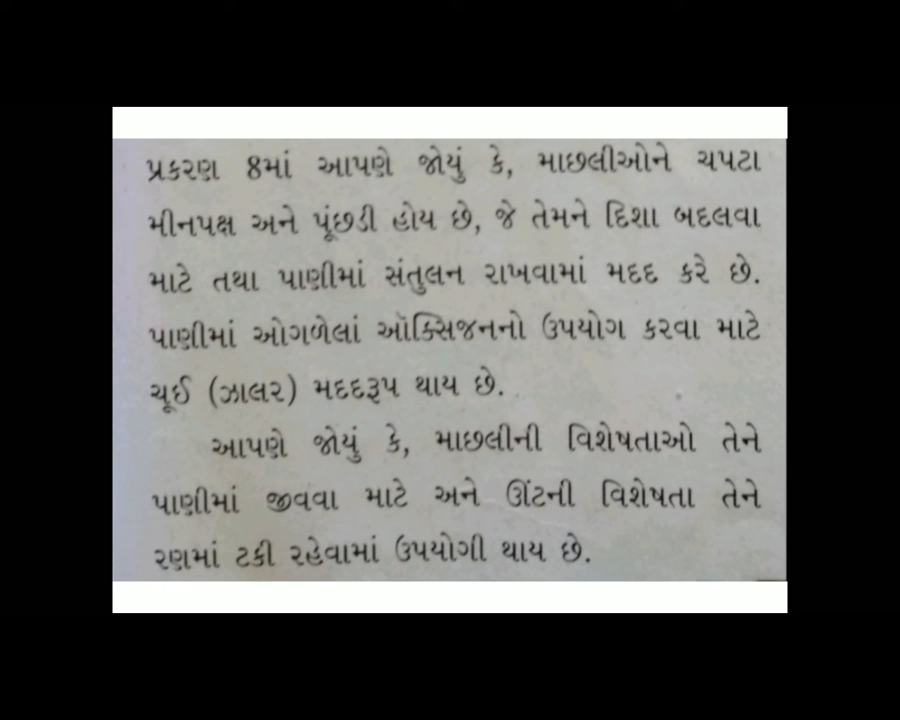 પ્રકરણ 8માં આપણે જોયું કે, માછલીઓને ચપટા
મીનપક્ષ અને પૂંછડી હોય છે, જે તેમને દિશા બદલવા
માટે તથા પાણીમાં સંતુલન રાખવામાં મદદ કરે છે.
પાણીમાં ઓગળેલાં ઑક્સિજનનો ઉપયોગ કરવા માટે
ચૂઈ (ઝાલર) મદદરૂપ થાય છે.
આપણે જોયું કે, માછલીની વિશેષતાઓ તેને
પાણીમાં જીવવા માટે અને ઊંટની વિશેષતા તેને
રણમાં ટકી રહેવામાં ઉપયોગી થાય છે.